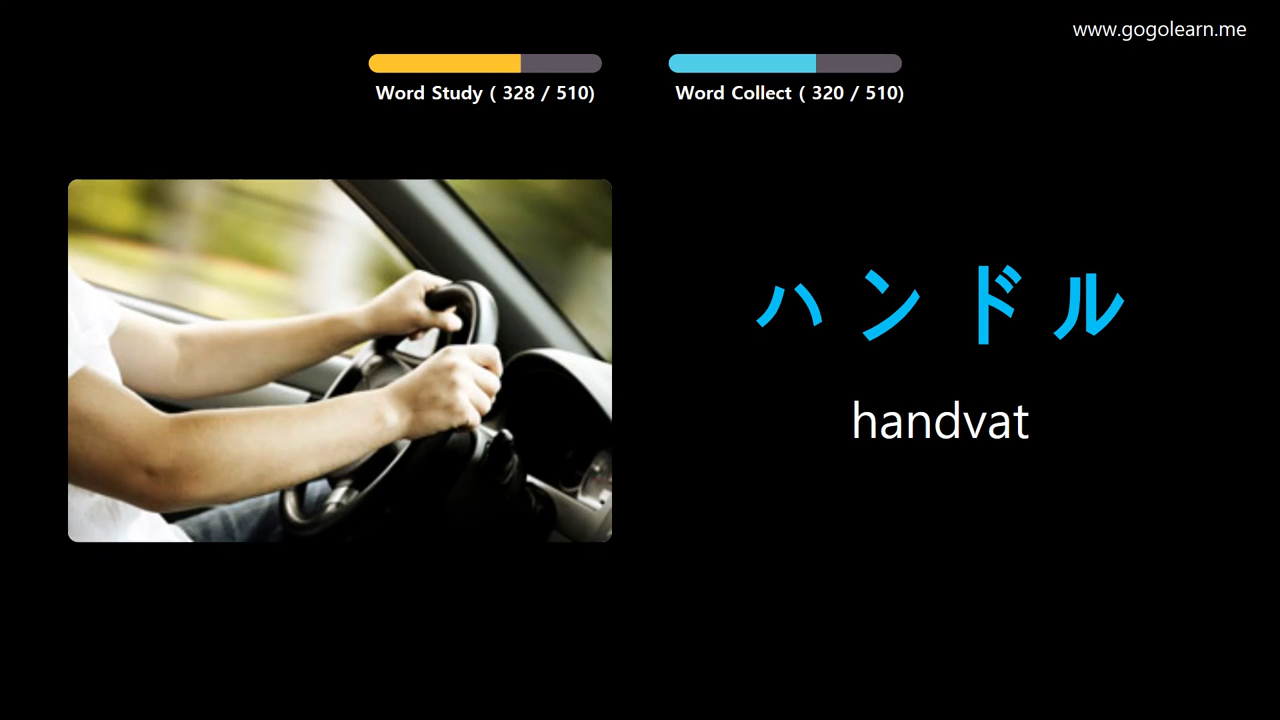 www.gogolearn.me
Word Study ( 328 / 510)
Word Collect ( 320 / 510)
ハンドル
handvat